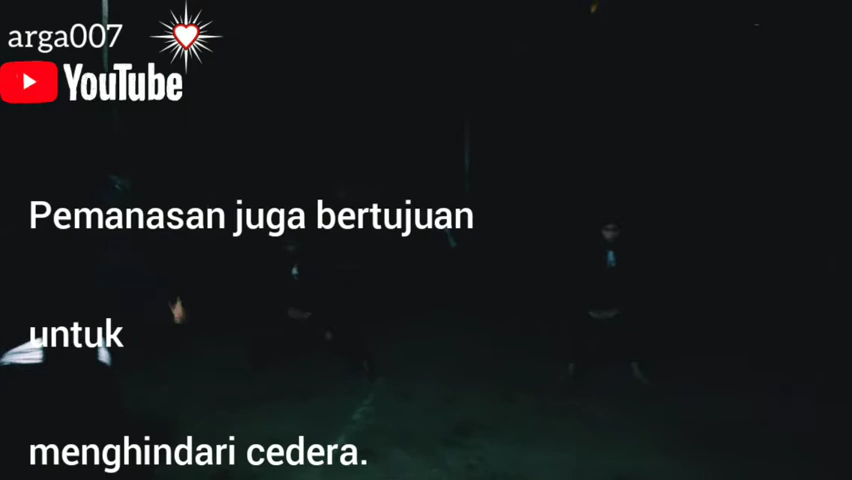 arga007
YouTube
Pemanasan juga bertujuan
untuk
menghindari cedera.